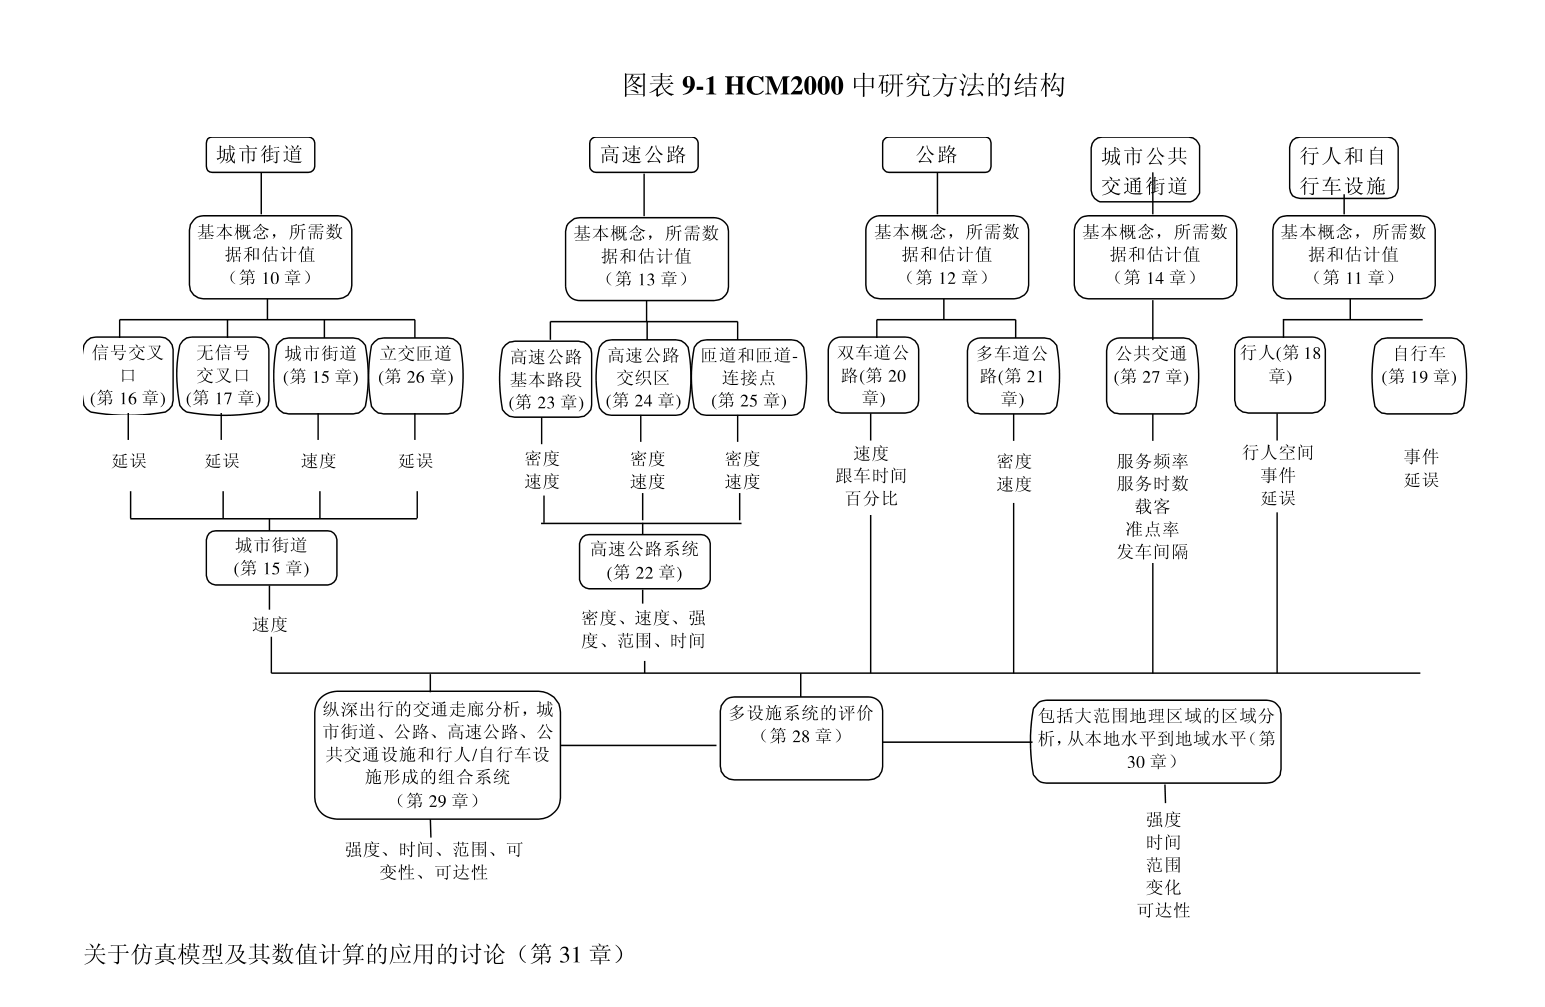 图表 9-1 HCM2000 中研究方法的结构
城市街道
高速公路
公路
城市公共
交通街道
行人和自
行车设施
基本概念，所需数
据和估计值
（第 10 章）
基本概念，所需数
据和估计值
（第 13 章）
基本概念，所需数
据和估计值
（第 12 章）
基本概念，所需数
据和估计值
（第 14 章）
基本概念，所需数
据和估计值
（第 11 章）
信号交叉
口
(第 16 章)
无信号
交叉口
(第 17 章)
城市街道
(第 15 章)
立交匝道
(第 26 章)
高速公路
基本路段
(第 23 章)
高速公路
交织区
(第 24 章)
匝道和匝道-
连接点
(第 25 章)
双车道公
路(第 20
章)
多车道公
路(第 21
章)
公共交通
(第 27 章)
行人(第 18
章)
自行车
(第 19 章)
延误
延误
速度
延误
密度
速度
密度
速度
密度
速度
速度
跟车时间
百分比
密度
速度
服务频率
服务时数
载客
准点率
发车间隔
行人空间
事件
延误
事件
延误
城市街道
(第 15 章)
高速公路系统
(第 22 章)
速度
密度、速度、强
度、范围、时间
纵深出行的交通走廊分析，城
市街道、公路、高速公路、公
共交通设施和行人/自行车设
施形成的组合系统
（第 29 章）
多设施系统的评价
（第 28 章）
包括大范围地理区域的区域分
析，从本地水平到地域水平（第
30 章）
强度、时间、范围、可
变性、可达性
强度
时间
范围
变化
可达性
关于仿真模型及其数值计算的应用的讨论（第 31 章）